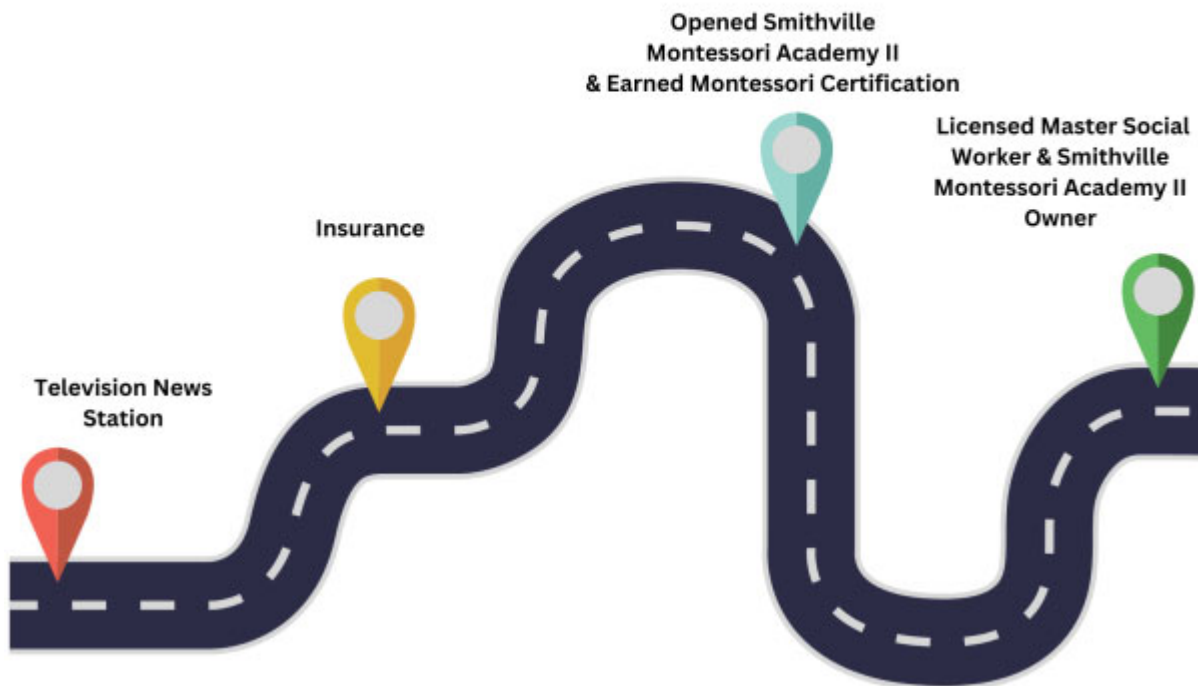 Opened Smithville
Montessori Academy II
& Earned Montessori Certification
Licensed Master Social
Worker & Smithville
Montessori Academy II
Owner
Insurance
Television News
Station